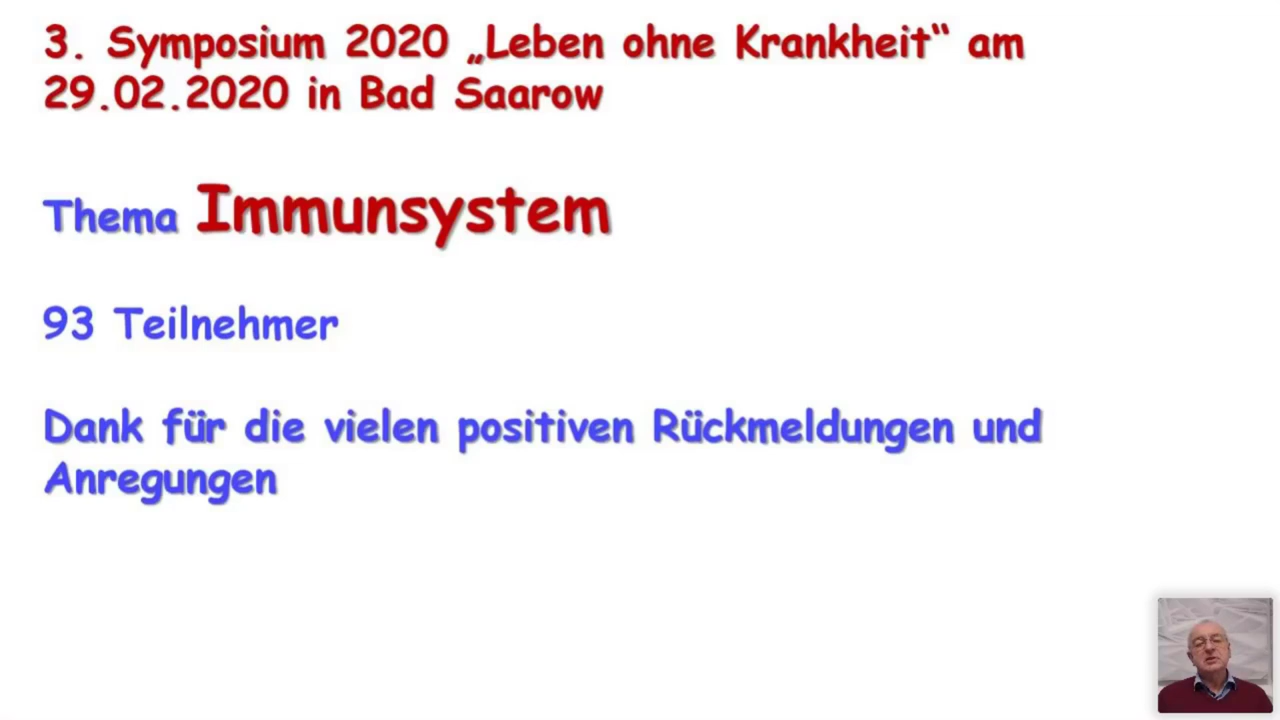 3. Symposium 2020 „Leben ohne Krankheit“ am
29.02.2020 in Bad Saarow
Thema Immunsystem
93 Teilnehmer
Dank für die vielen positiven Rückmeldungen und
Anregungen